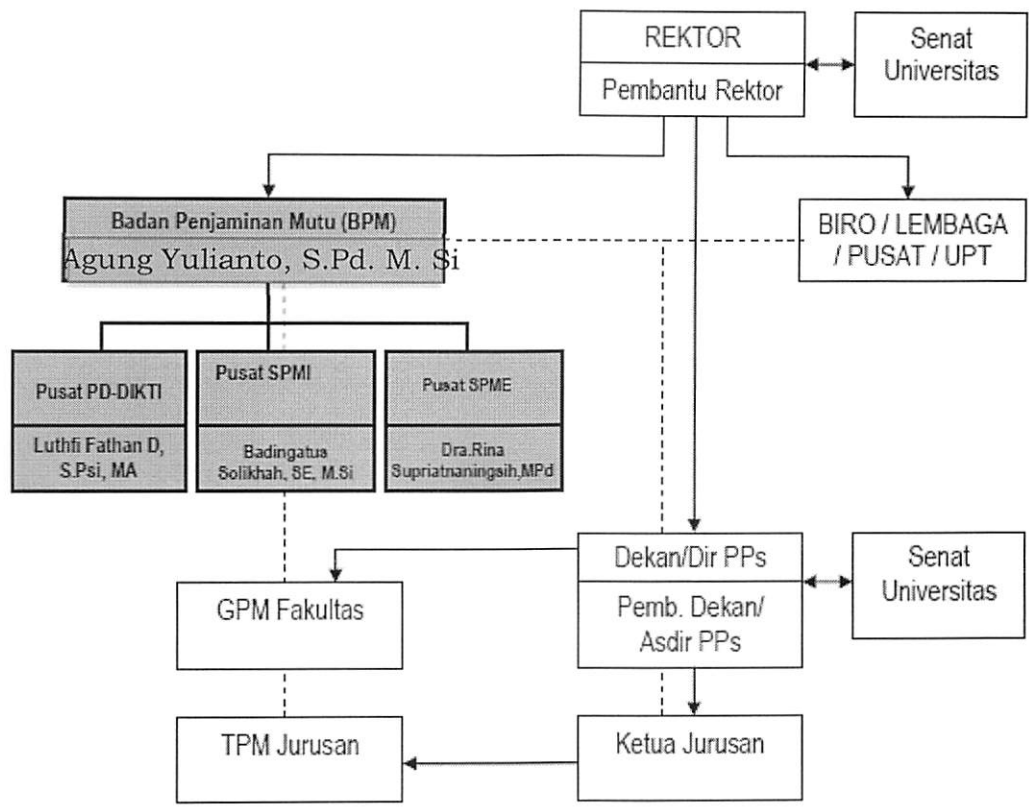 REKTOR
Pembantu Rektor
Senat
Universitas
Badan Penjaminan Mutu (BPM)
Agung Yulianto, S.Pd. M. Si
BIRO / LEMBAGA
/ PUSAT / UPT
Pusat PD-DIKTI
Luthfi Fathan D,
S.Psi, MA
Pusat SPMI
Badingatus
Solikhah, SE, M.Si
Pusat SPME
Dra.Rina
Supriatnaningsih,MPd
Dekan/Dir PPs
Pemb. Dekan/
Asdir PPs
Senat
Universitas
GPM Fakultas
TPM Jurusan
Ketua Jurusan